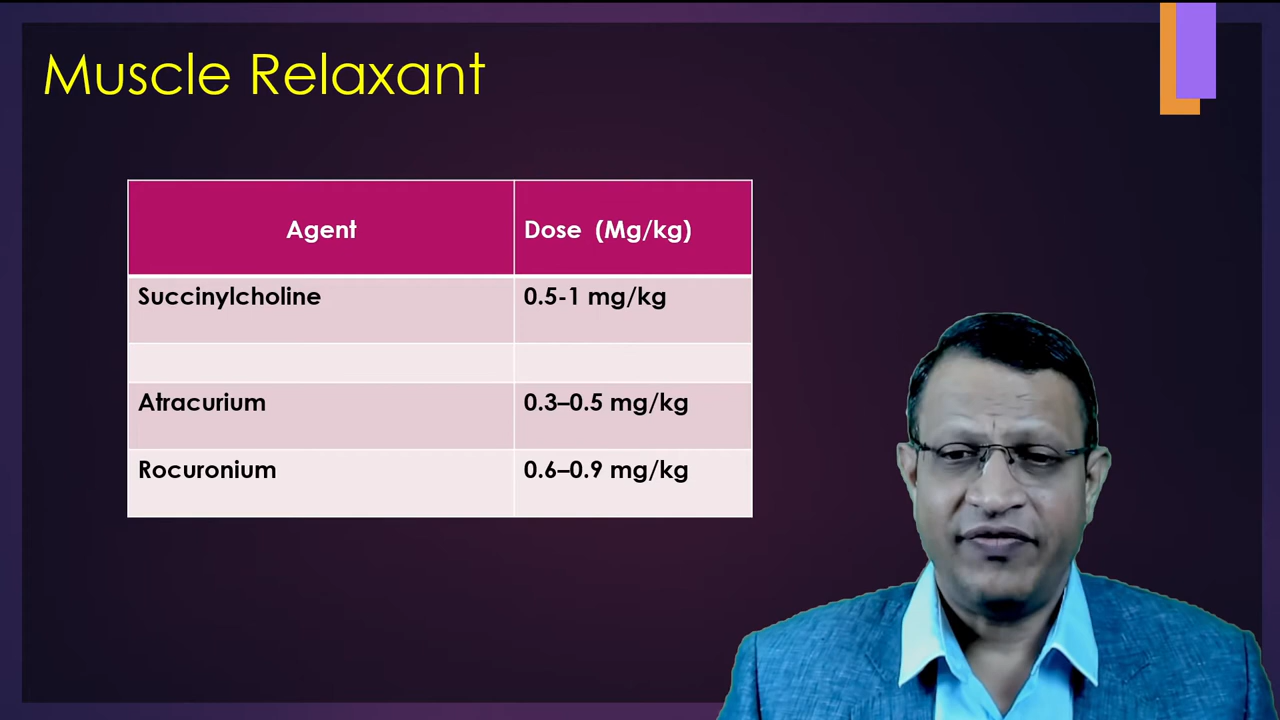 Muscle Relaxant
Agent Dose (Mg/kg)
Succinylcholine 0.5-1 mg/kg
Atracurium 0.3–0.5 mg/kg
Rocuronium 0.6–0.9 mg/kg